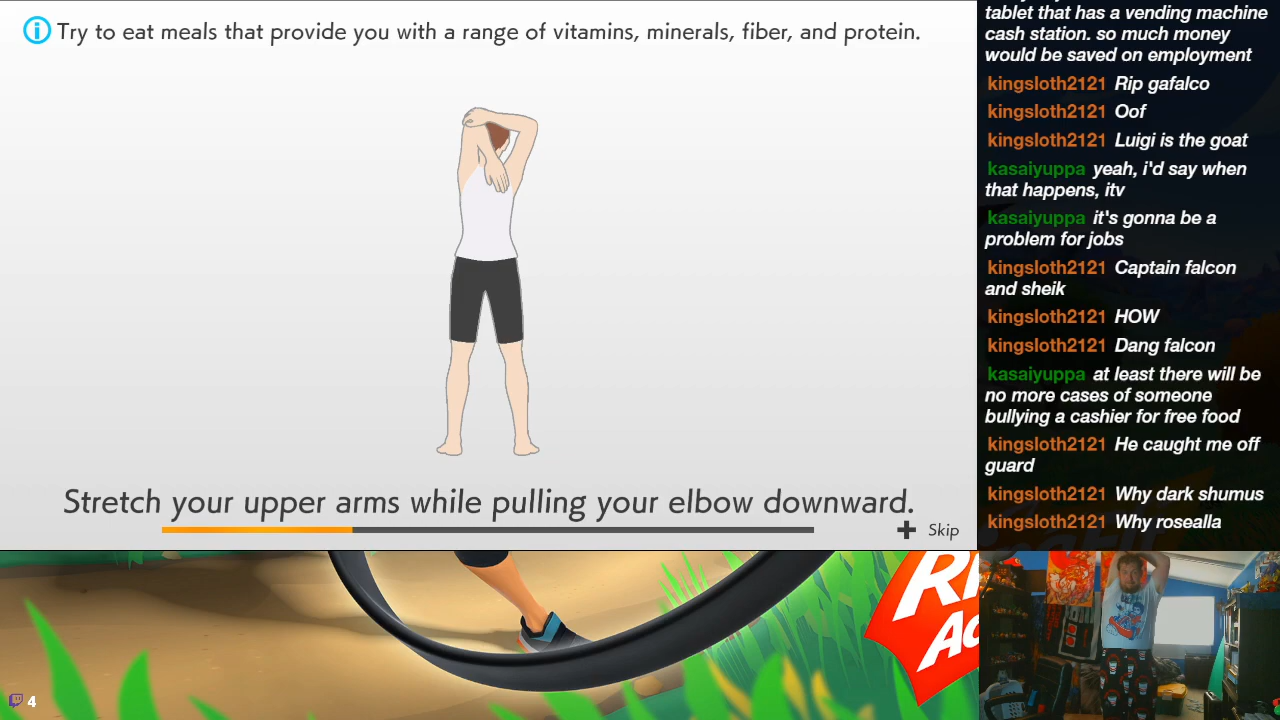 Try to eat meals that provide you with a range of vitamins, minerals, fiber, and protein.
Stretch your upper arms while pulling your elbow downward.
Skip
4
tablet that has a vending machine
cash station. so much money
would be saved on employment
kingsloth2121 Rip gafalco
kingsloth2121 Oof
kingsloth2121 Luigi is the goat
kasaiyuppa yeah, i'd say when
that happens, itv
kasaiyuppa it's gonna be a
problem for jobs
kingsloth2121 Captain falcon
and sheik
kingsloth2121 HOW
kingsloth2121 Dang falcon
kasaiyuppa at least there will be
no more cases of someone
bullying a cashier for free food
kingsloth2121 He caught me off
guard
kingsloth2121 Why dark shumus
kingsloth2121 Why rosealla